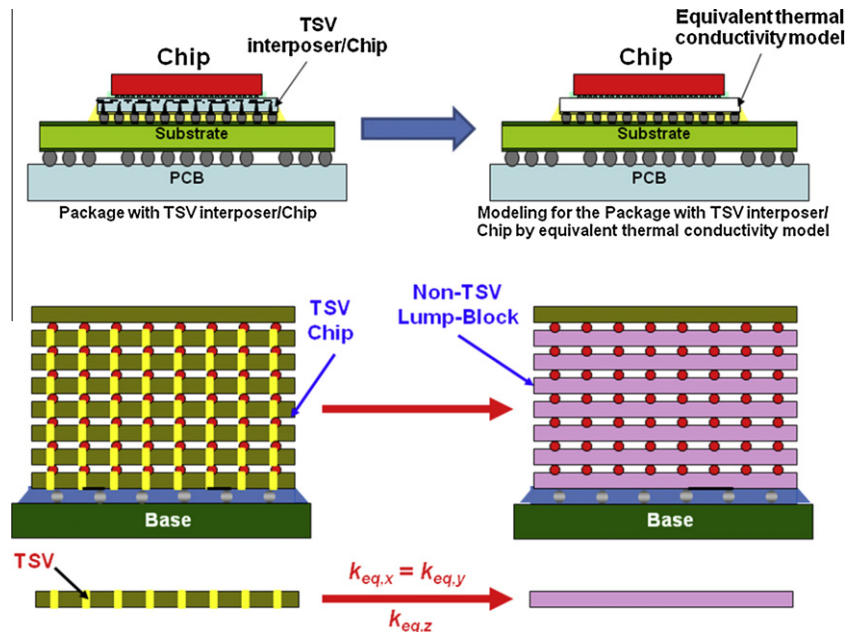 TSV
interposer/Chip
Chip
Substrate
PCB
Package with TSV interposer/Chip
Equivalent thermal
conductivity model
Chip
Substrate
PCB
Modeling for the Package with TSV interposer/
Chip by equivalent thermal conductivity model
TSV
Chip
Base
Non-TSV
Lump-Block
Base
TSV
keq,x = keq,y
keq,z